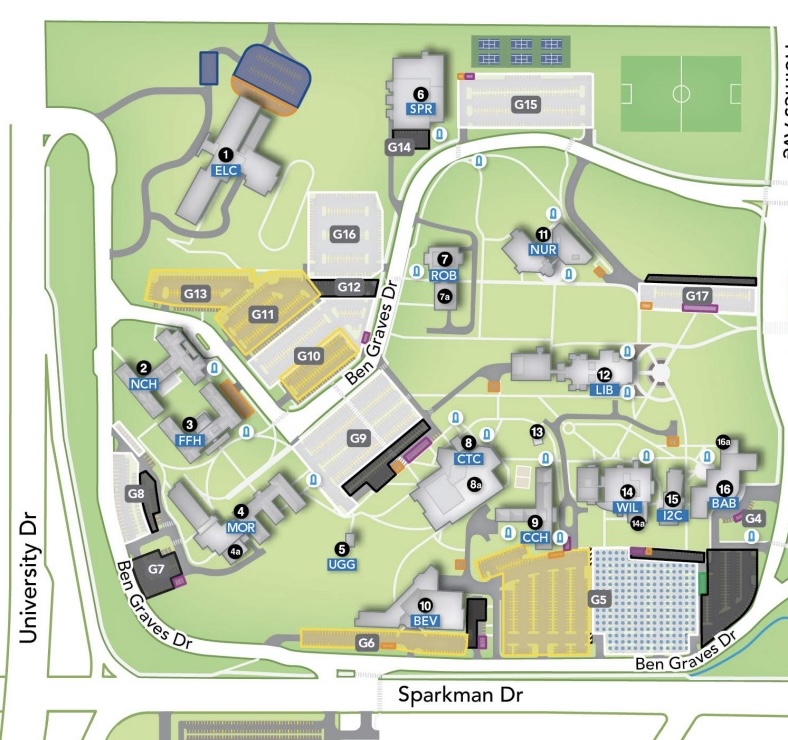 6
SPR
G15
G14
Holmes Ave
1
ELC
G16
11
NUR
7
ROB
7a
G13
G12
G11
G17
Ben Graves Dr
G10
2
NCH
12
LIB
3
FFH
G9
13
8
CTC
16a
8a
G8
4
MOR
4a
14
WIL
14a
15
I2C
16
BAB
9
CCH
G4
5
UGG
G7
University Dr
Ben Graves Dr
10
BEV
G5
G6
Ben Graves Dr
Sparkman Dr